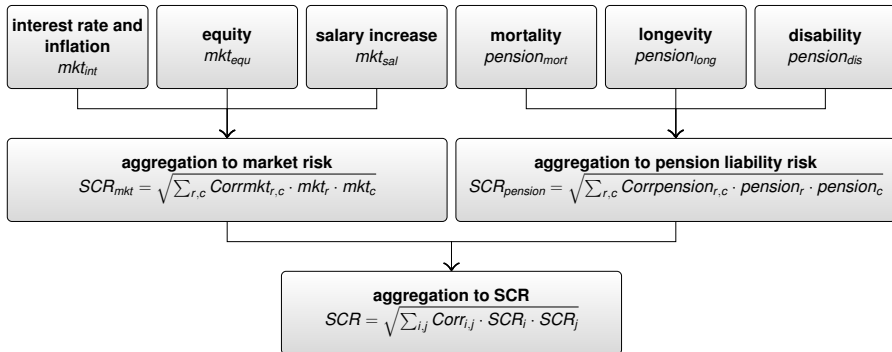 interest rate and
inflation
mkt_int
equity
mkt_equ
salary increase
mkt_sal
mortality
pension_mort
longevity
pension_long
disability
pension_dis
aggregation to market risk
SCR_mkt = √(∑_r,c Corrmkt_r,c · mkt_r · mkt_c)
aggregation to pension liability risk
SCR_pension = √(∑_r,c Corrpension_r,c · pension_r · pension_c)
aggregation to SCR
SCR = √(∑_i,j Corr_i,j · SCR_i · SCR_j)